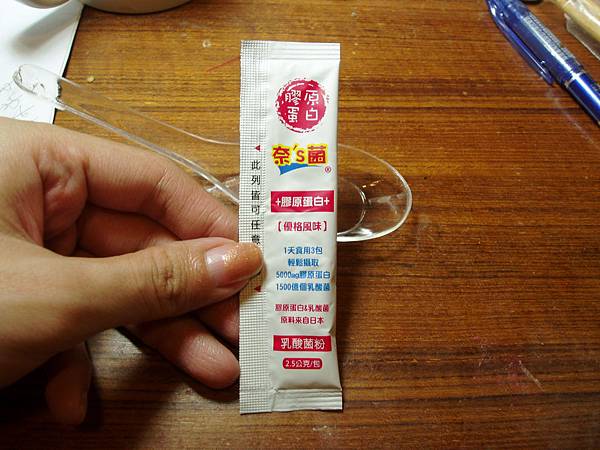 膠原
蛋白
奈's菌
®
+膠原蛋白+
【優格風味】
1天食用3包
輕鬆攝取
5000mg膠原蛋白
1500億個乳酸菌
膠原蛋白&乳酸菌
原料來自日本
乳酸菌粉
2.5公克/包
此列皆可任意